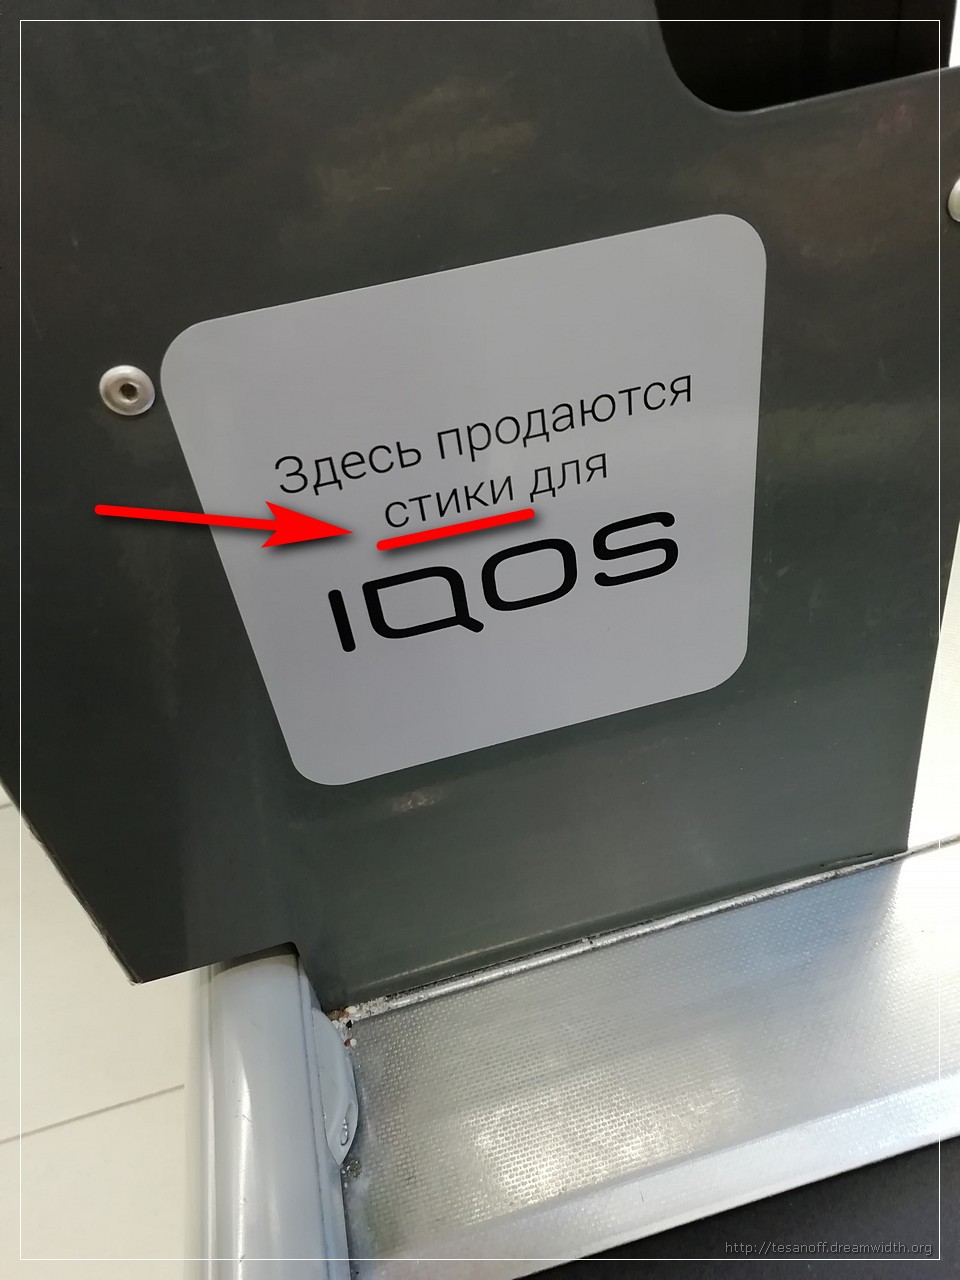 Здесь продаются
стики для
IQOS
http://tesanoff.dreamwidth.org